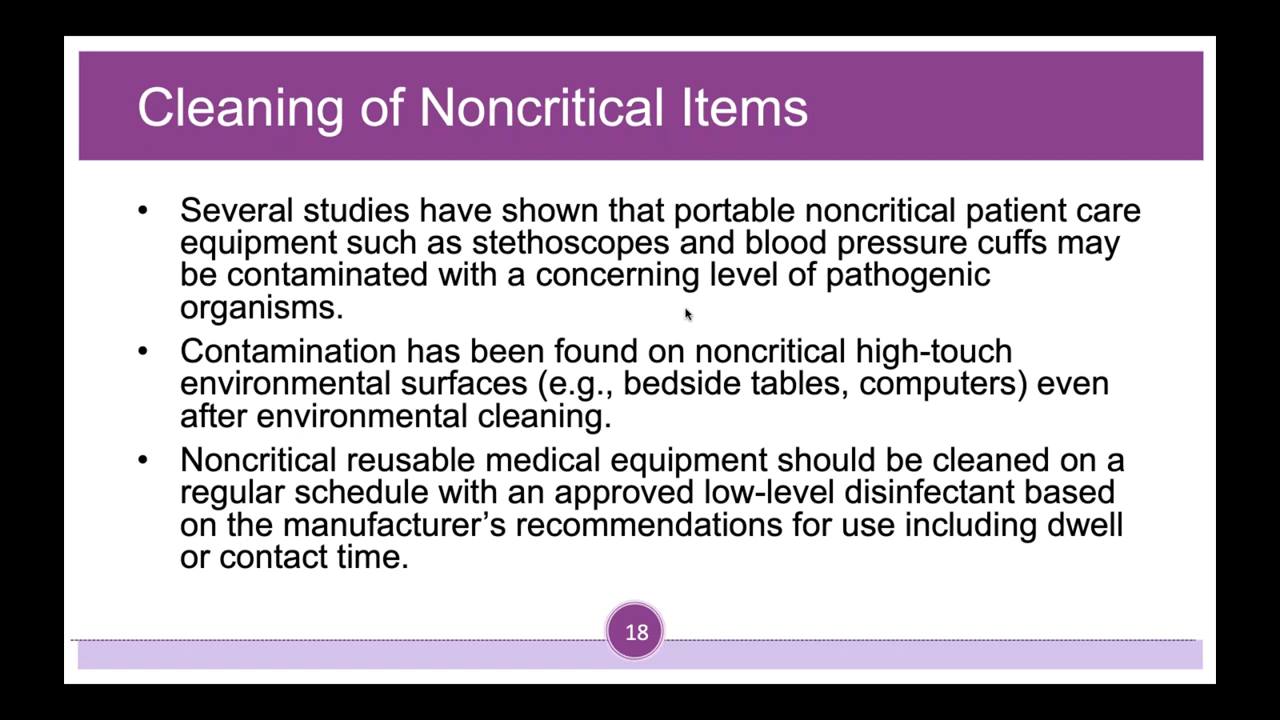 Cleaning of Noncritical Items
• Several studies have shown that portable noncritical patient care
equipment such as stethoscopes and blood pressure cuffs may
be contaminated with a concerning level of pathogenic
organisms.
• Contamination has been found on noncritical high-touch
environmental surfaces (e.g., bedside tables, computers) even
after environmental cleaning.
• Noncritical reusable medical equipment should be cleaned on a
regular schedule with an approved low-level disinfectant based
on the manufacturer’s recommendations for use including dwell
or contact time.
18